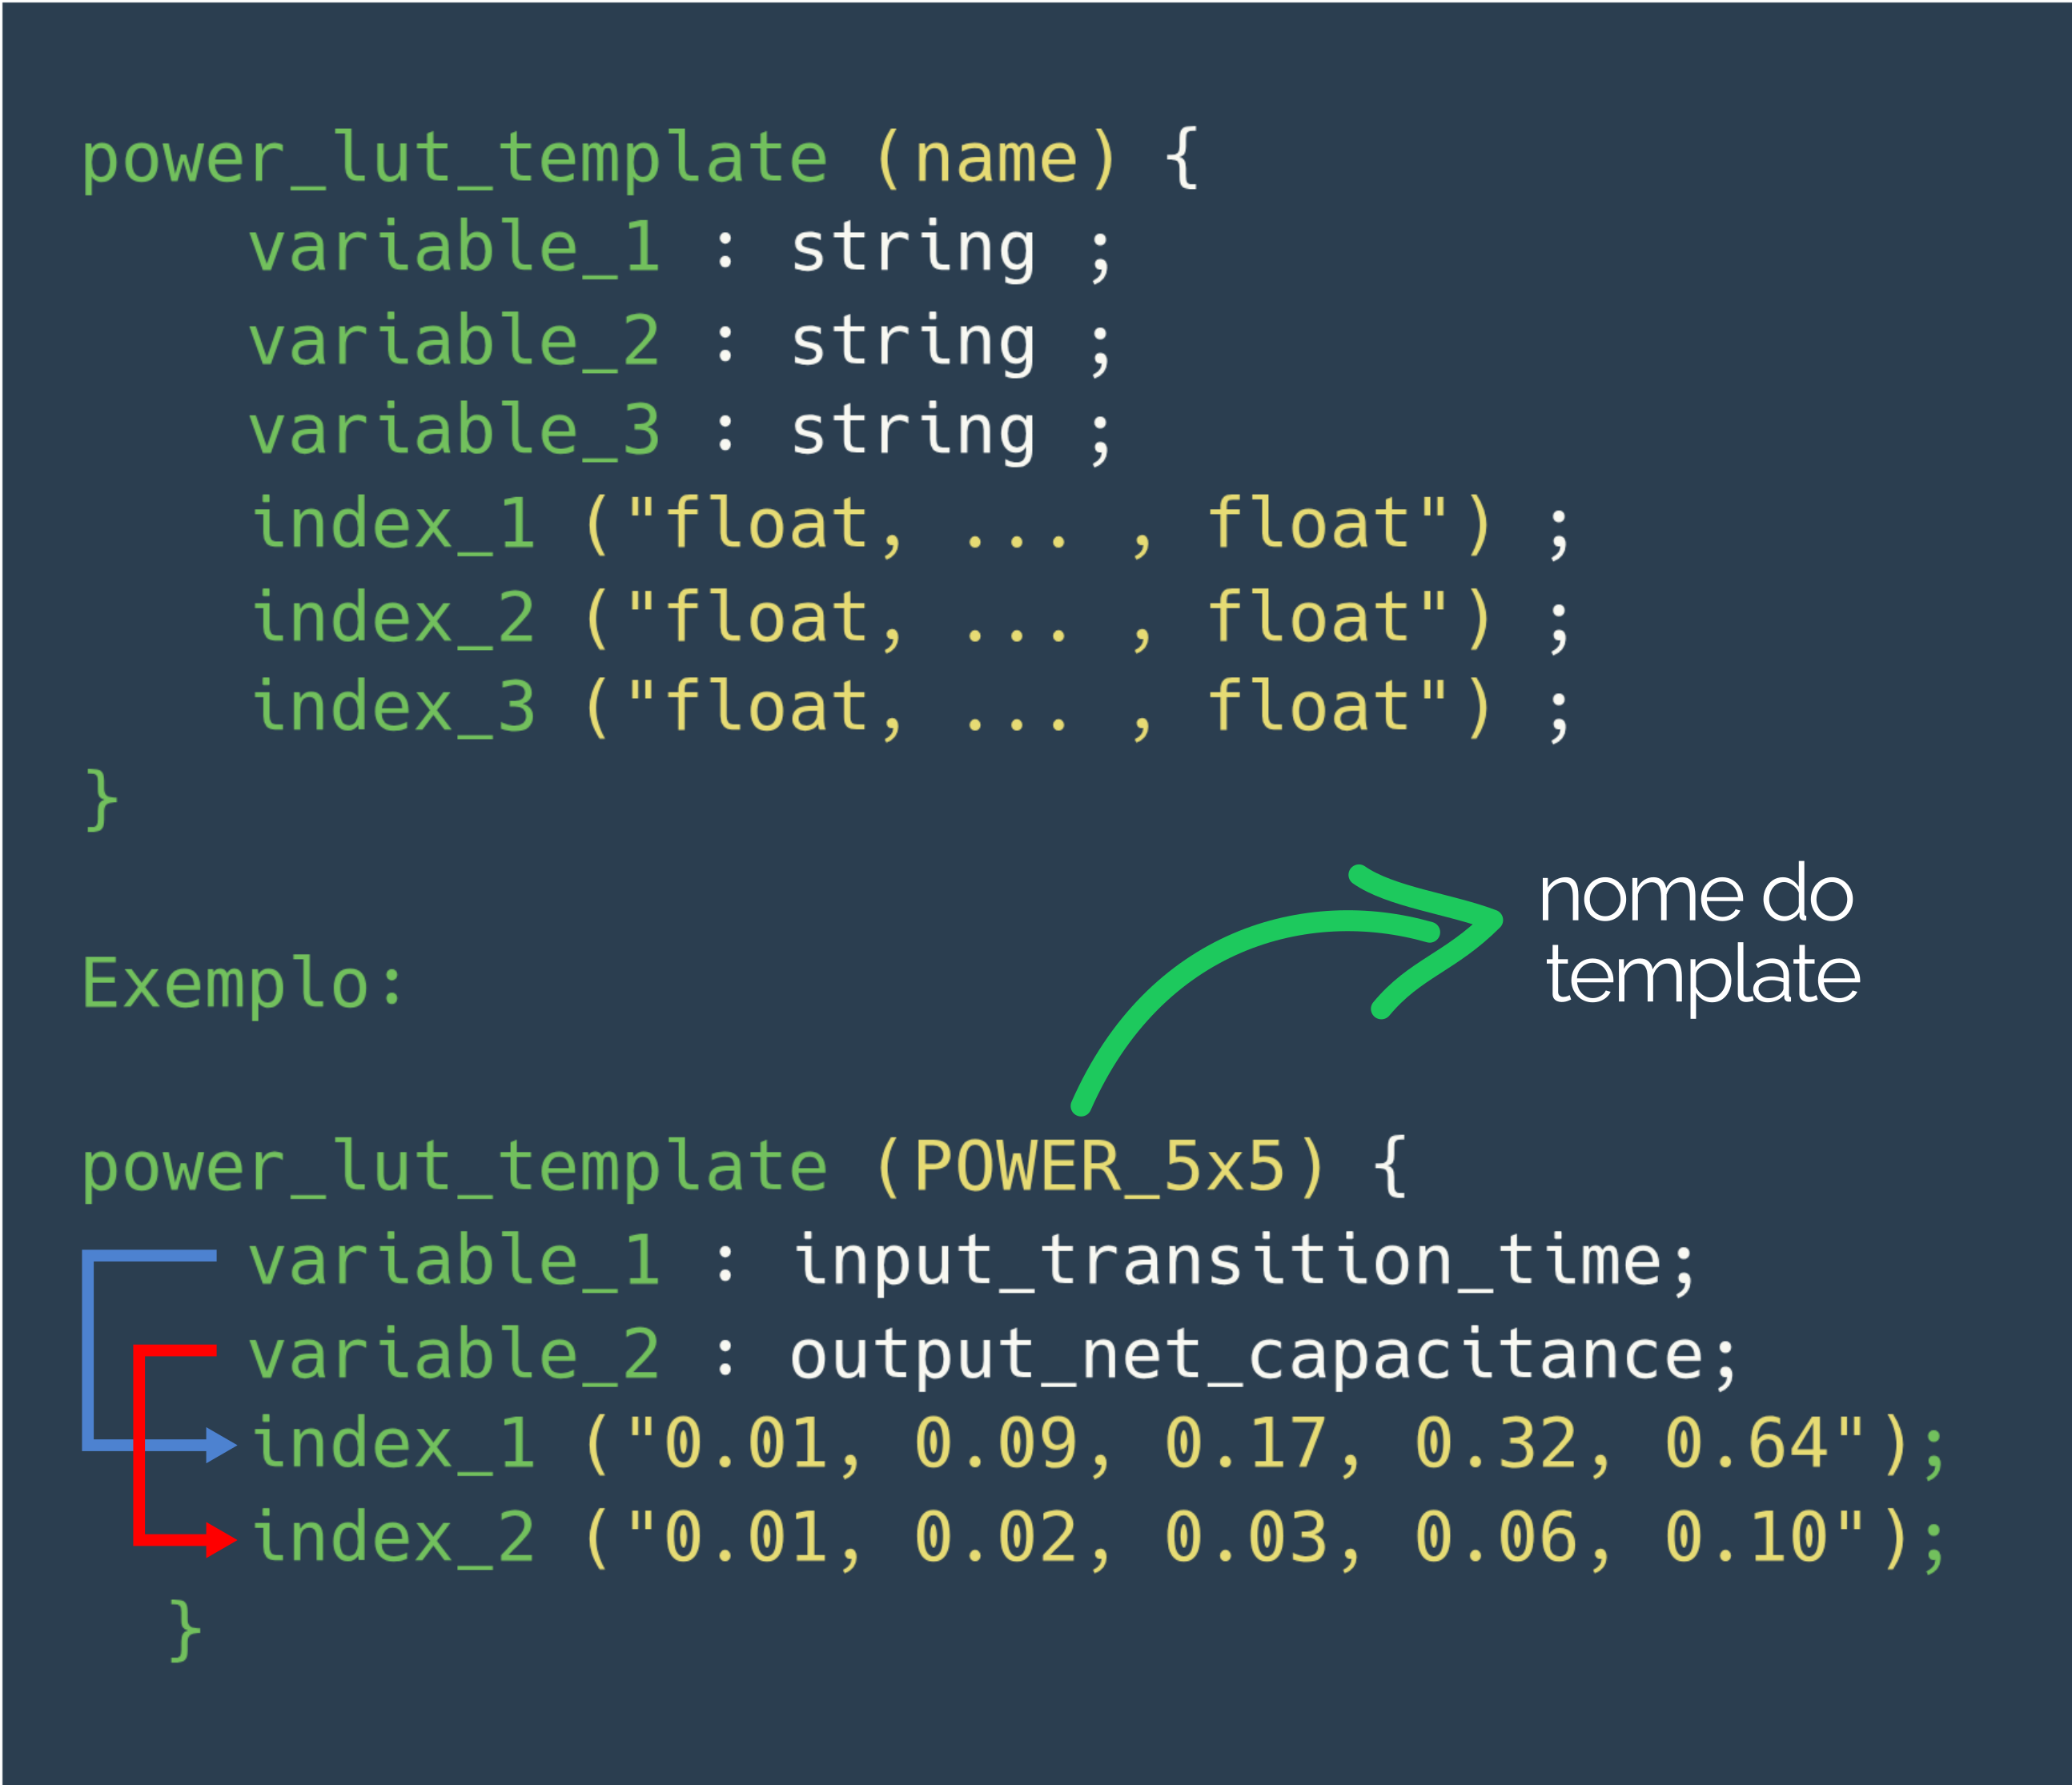 power_lut_template (name) {
variable_1 : string ;
variable_2 : string ;
variable_3 : string ;
index_1 ("float, ... , float") ;
index_2 ("float, ... , float") ;
index_3 ("float, ... , float") ;
}
nome do
template
Exemplo:
power_lut_template (POWER_5x5) {
variable_1 : input_transition_time;
variable_2 : output_net_capacitance;
index_1 ("0.01, 0.09, 0.17, 0.32, 0.64");
index_2 ("0.01, 0.02, 0.03, 0.06, 0.10");
}